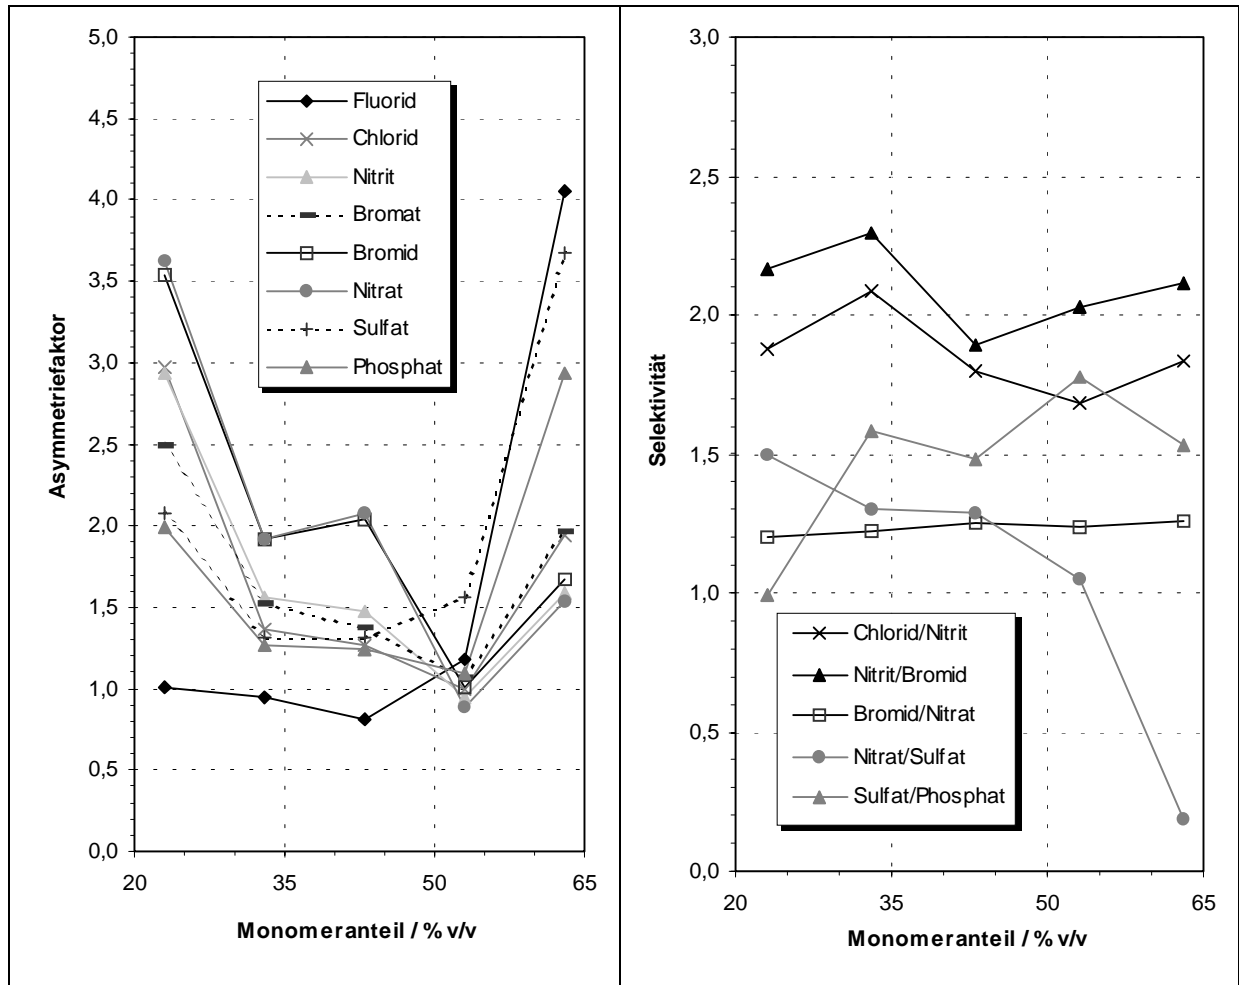 5,0
4,5
4,0
3,5
3,0
2,5
2,0
1,5
1,0
0,5
0,0
Asymmetriefaktor
Fluorid
Chlorid
Nitrit
Bromat
Bromid
Nitrat
Sulfat
Phosphat
20 35 50 65
Monomeranteil / % v/v
3,0
2,5
2,0
1,5
1,0
0,5
0,0
Selektivität
Chlorid/Nitrit
Nitrit/Bromid
Bromid/Nitrat
Nitrat/Sulfat
Sulfat/Phosphat
20 35 50 65
Monomeranteil / % v/v